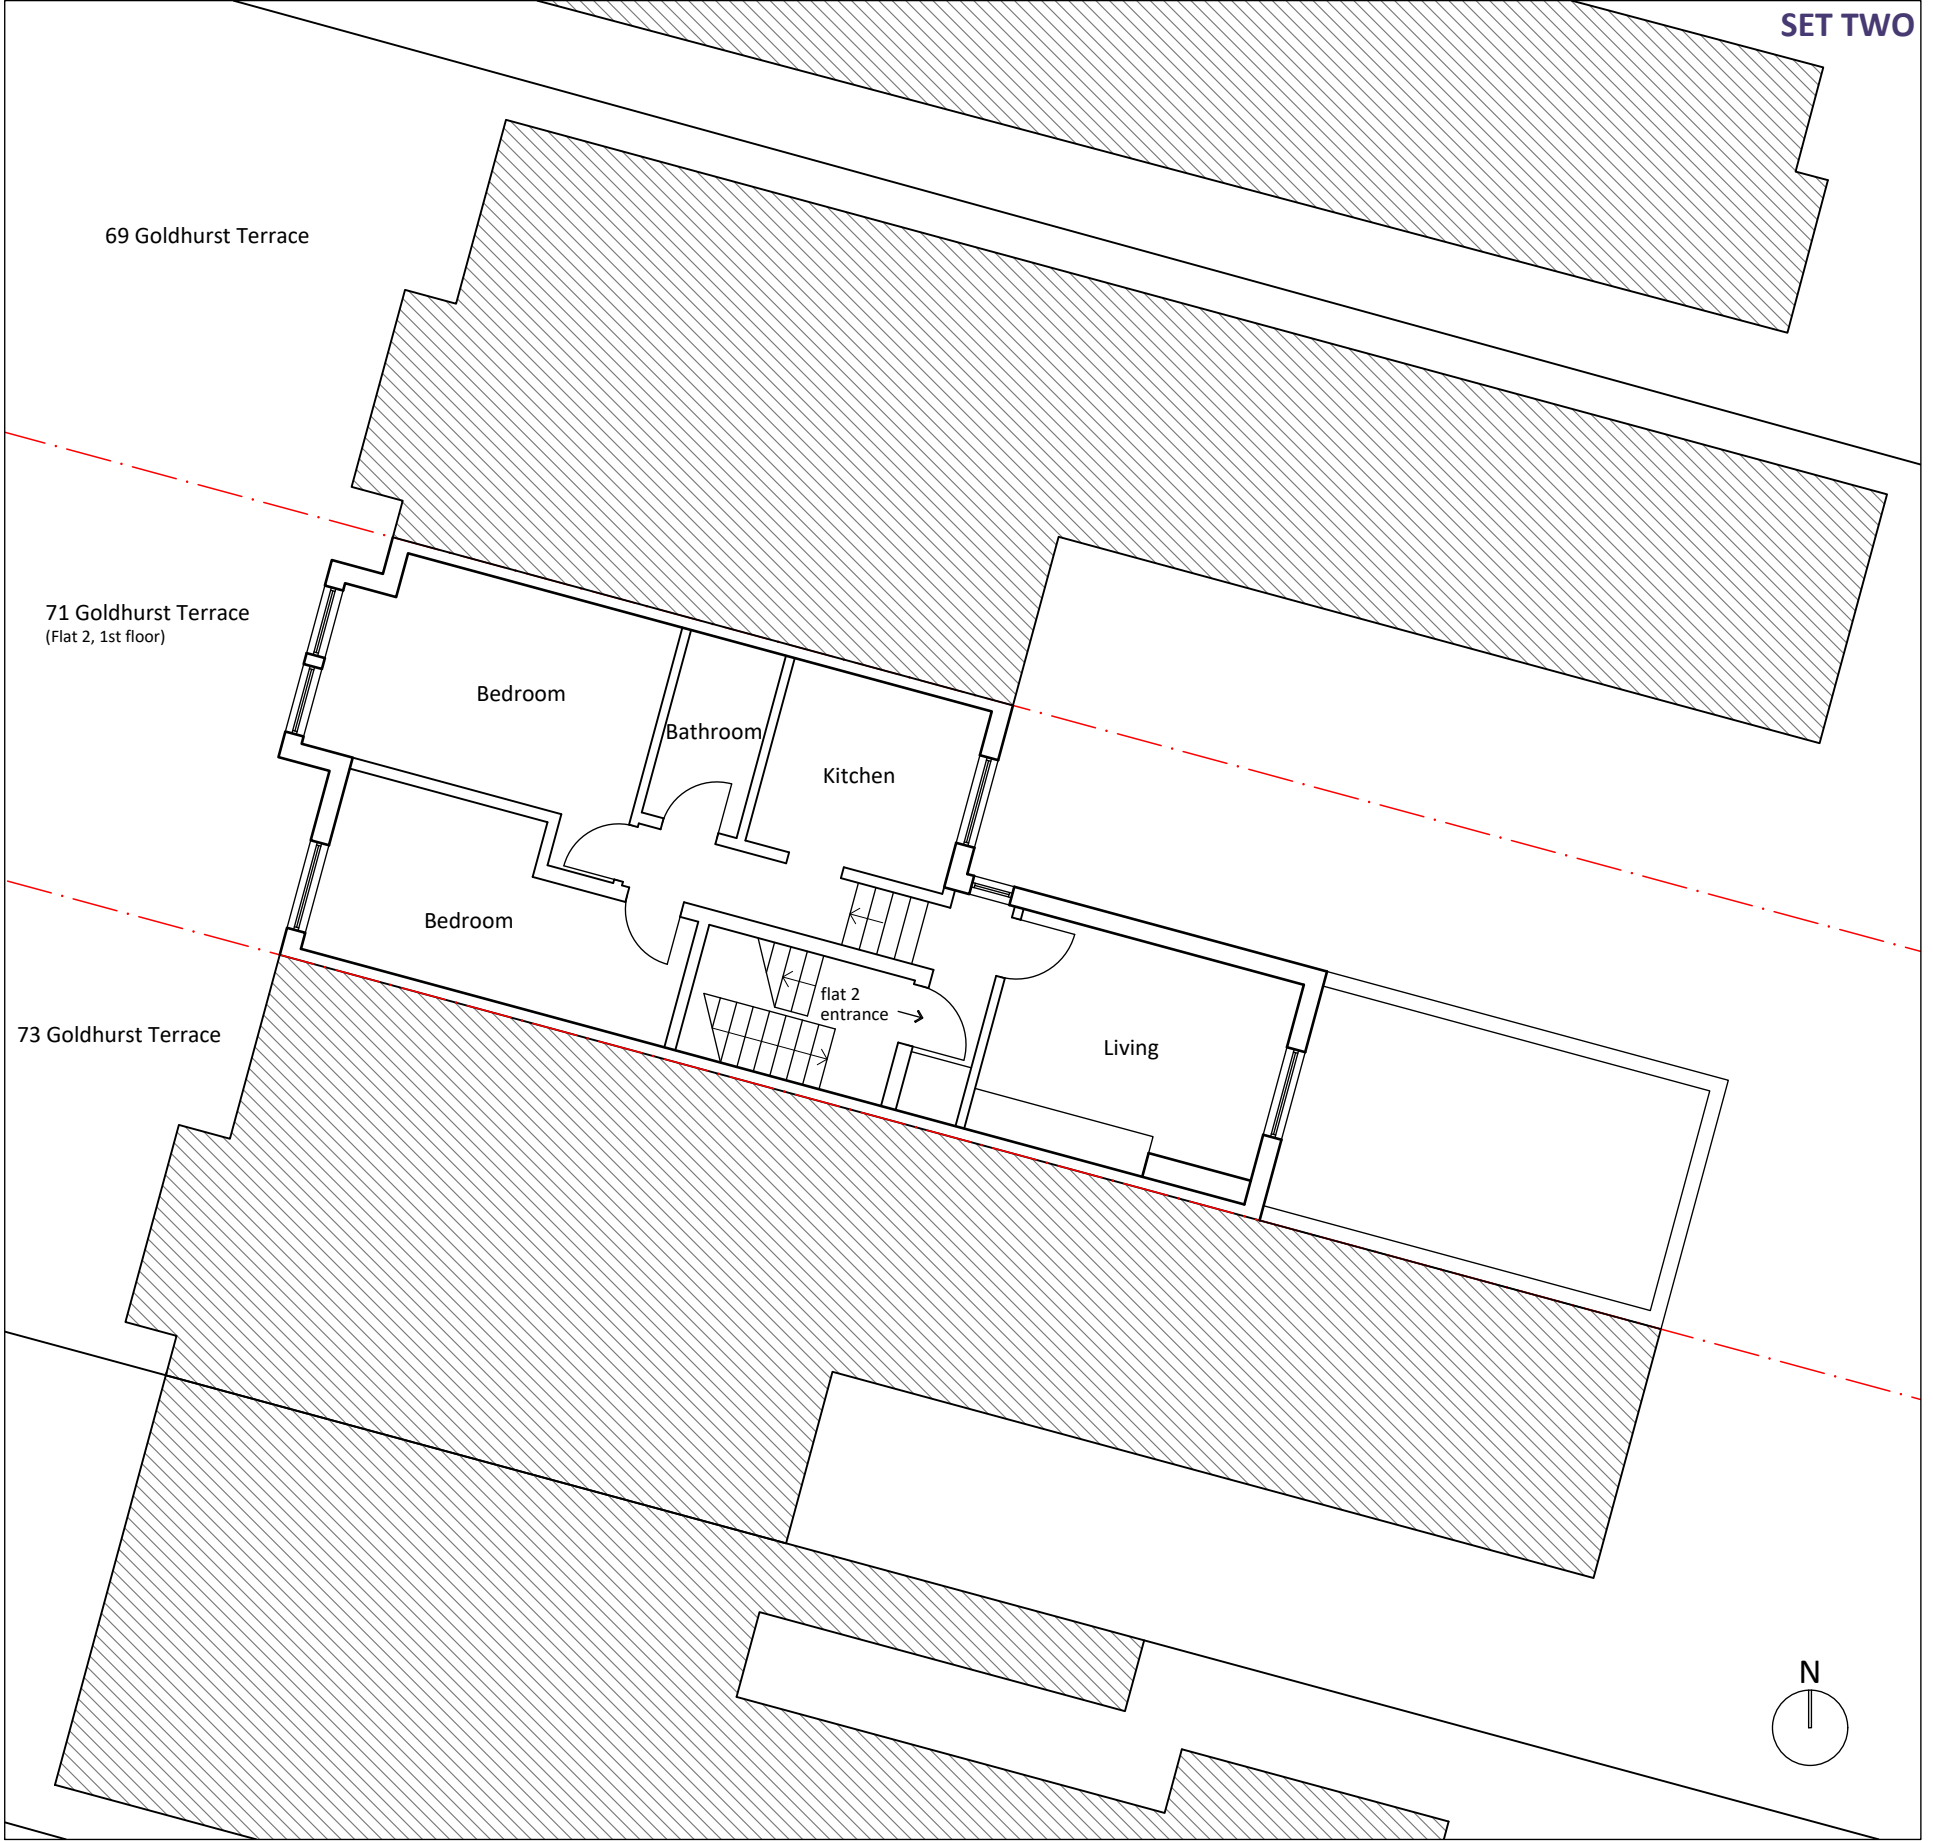 SET TWO
69 Goldhurst Terrace
71 Goldhurst Terrace
(Flat 2, 1st floor)
Bedroom
Bathroom
Kitchen
Bedroom
flat 2
entrance
73 Goldhurst Terrace
Living
N